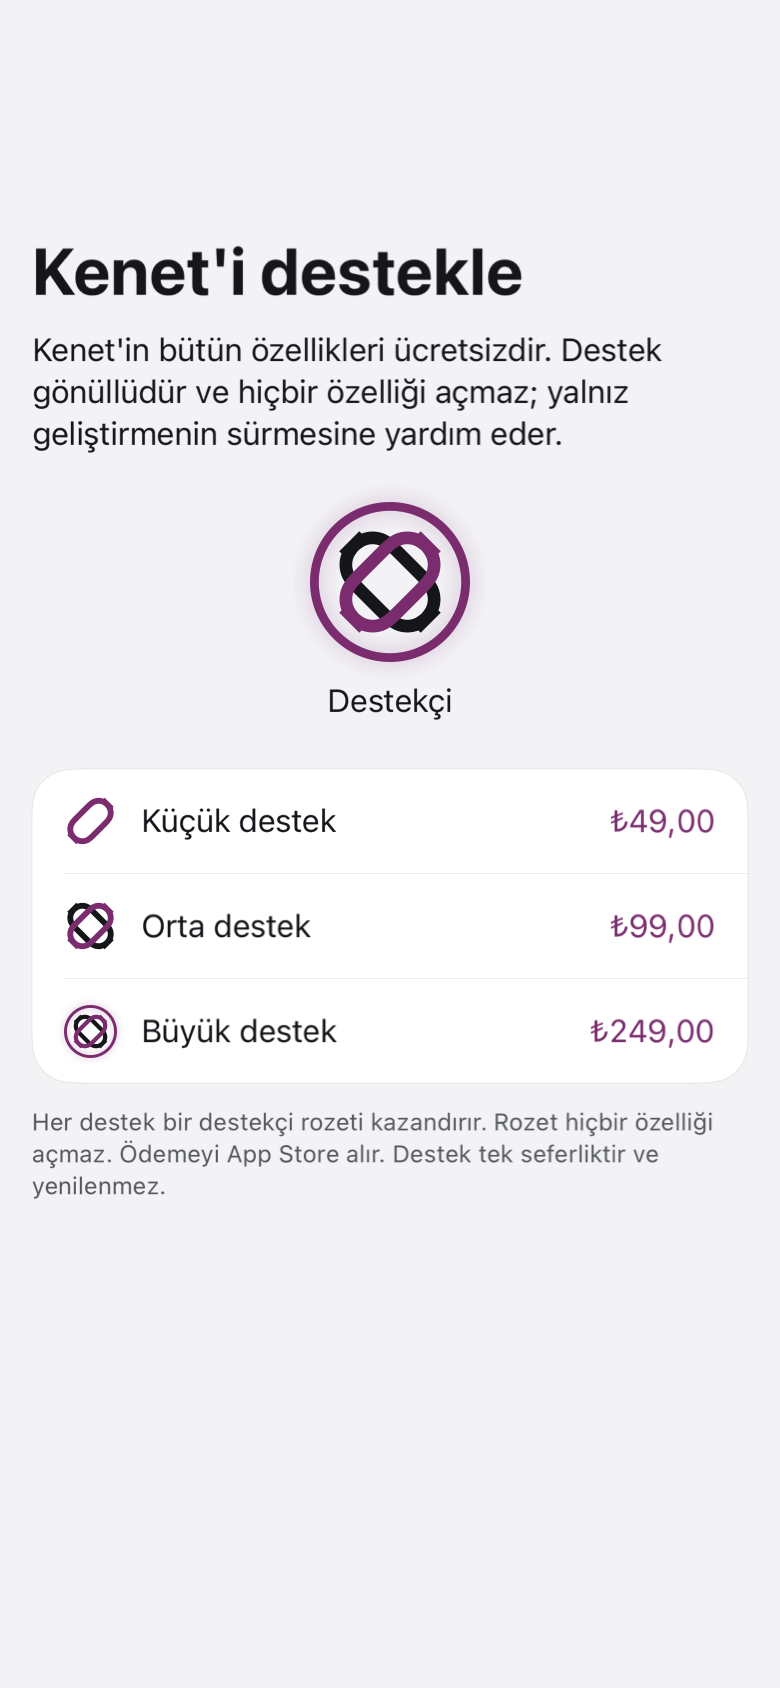 Kenet'i destekle
Kenet'in bütün özellikleri ücretsizdir. Destek
gönüllüdür ve hiçbir özelliği açmaz; yalnız
geliştirmenin sürmesine yardım eder.
Destekçi
Küçük destek ₺49,00
Orta destek ₺99,00
Büyük destek ₺249,00
Her destek bir destekçi rozeti kazandırır. Rozet hiçbir özelliği
açmaz. Ödemeyi App Store alır. Destek tek seferliktir ve
yenilenmez.